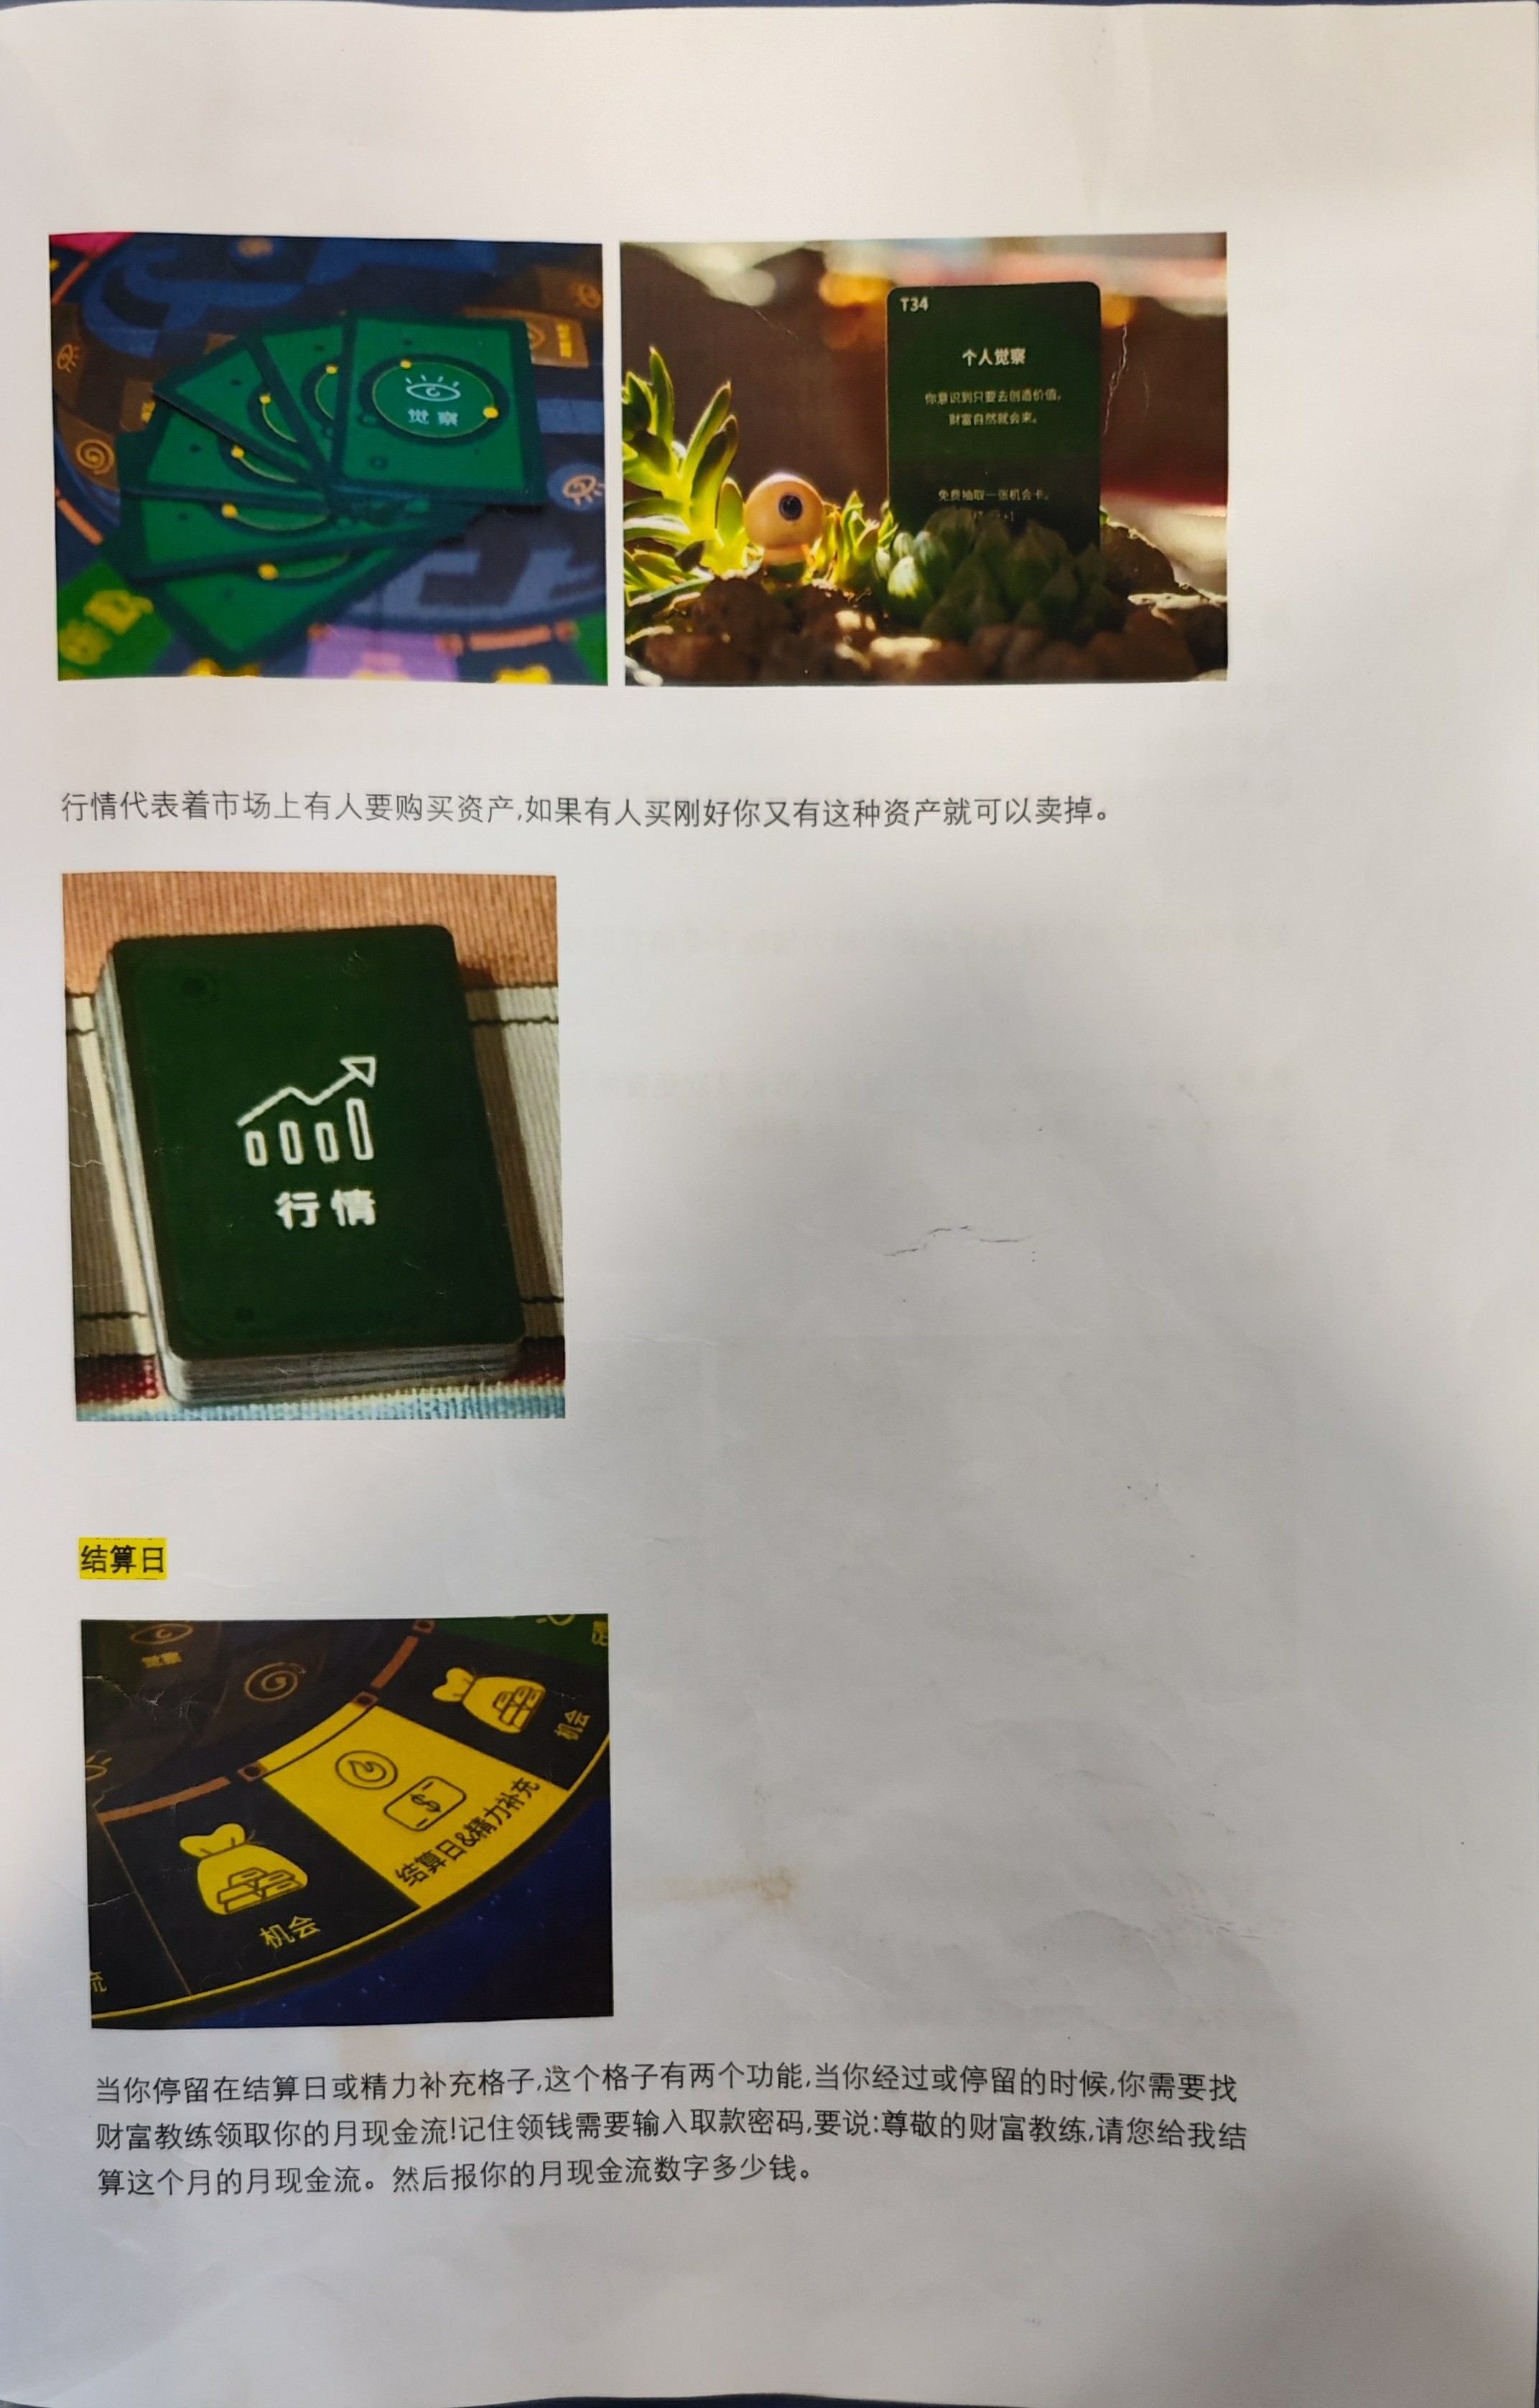 觉察
T34
个人觉察
你意识到只要去创造价值,
财富自然就会来。
免费抽取一张机会卡。
行情代表着市场上有人要购买资产,如果有人买刚好你又有这种资产就可以卖掉。
行情
结算日
觉察
机会
结算日&精力补充
机会
流
当你停留在结算日或精力补充格子,这个格子有两个功能,当你经过或停留的时候,你需要找
财富教练领取你的月现金流!记住领钱需要输入取款密码,要说:尊敬的财富教练,请您给我结
算这个月的月现金流。然后报你的月现金流数字多少钱。